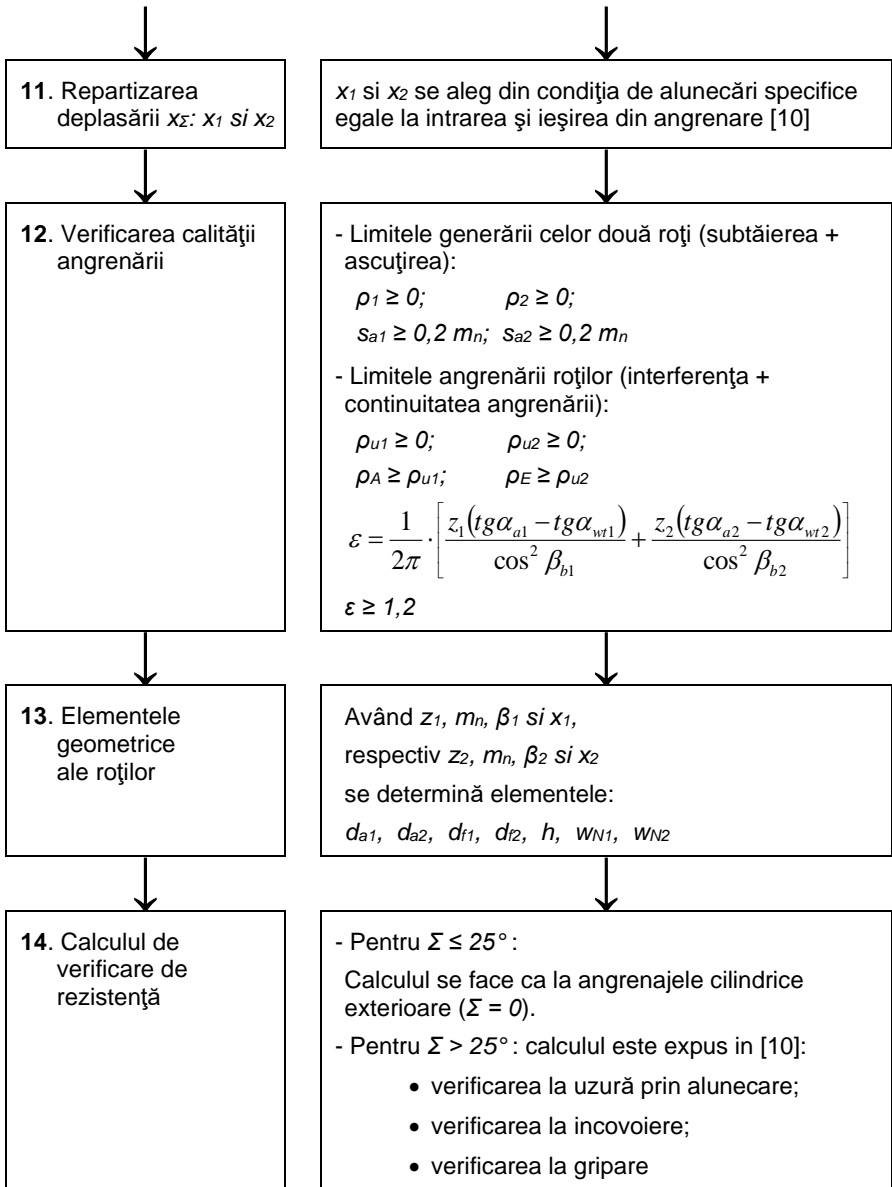 11. Repartizarea
deplasării xΣ: x1 si x2
x1 si x2 se aleg din condiţia de alunecări specifice
egale la intrarea şi ieşirea din angrenare [10]
12. Verificarea calităţii
angrenării
- Limitele generării celor două roţi (subtăierea +
ascuţirea):
ρ1 ≥ 0; ρ2 ≥ 0;
sa1 ≥ 0,2 mn; sa2 ≥ 0,2 mn
- Limitele angrenării roţilor (interferenţa +
continuitatea angrenării):
ρu1 ≥ 0; ρu2 ≥ 0;
ρA ≥ ρu1; ρE ≥ ρu2
ε = 1/2π · [z1(tgαa1 − tgαwt1)/cos² βb1 + z2(tgαa2 − tgαwt2)/cos² βb2]
ε ≥ 1,2
13. Elementele
geometrice
ale roţilor
Având z1, mn, β1 si x1,
respectiv z2, mn, β2 si x2
se determină elementele:
da1, da2, df1, df2, h, wN1, wN2
14. Calculul de
verificare de
rezistenţă
- Pentru Σ ≤ 25° :
Calculul se face ca la angrenajele cilindrice
exterioare (Σ = 0).
- Pentru Σ > 25° : calculul este expus in [10]:
• verificarea la uzură prin alunecare;
• verificarea la incovoiere;
• verificarea la gripare